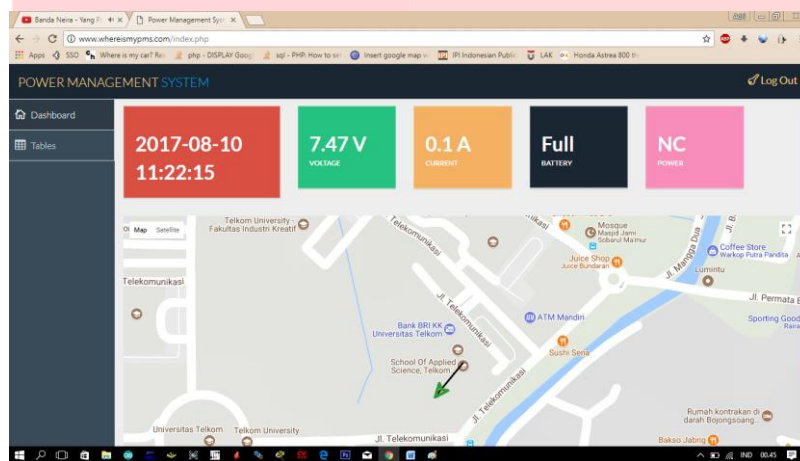 Banda Neira - Yang P
Power Management Sys
www.whereismypms.com/index.php
Apps
SSO
Where is my car? Re
php - DISPLAY Goog
sql - PHP: How to se
Insert google map
IPI Indonesian Public
LAK
Honda Astrea 800 th
POWER MANAGEMENT SYSTEM
Log Out
Dashboard
Tables
2017-08-10
11:22:15
7.47 V
VOLTAGE
0.1 A
CURRENT
Full
BATTERY
NC
POWER
Map
Satellite
Telkom University -
Fakultas Industri Kreatif
Telekomunikasi
Mosque
Masjid Jami
Sobarul Ma'mur
Juice Shop
Juice Bundaran
Jl. Mangga Dua
Jl. B
Coffee Store
Warkop Putra Pandita
Lumintu
Telekomunikasi
Jl. Telekomunikasi
Jl. Permata B
Sporting Good
Bank BRI KK
Universitas Telkom
ATM Mandiri
Sushi Seria
School Of Applied
Science, Telkom
Jl. Telekomunikasi
Rumah kontrakan di
darah Bojongsoang
Universitas Telkom
Telkom University
Jl. Telekomunikasi
Bakso Jabrig
IND
00.45